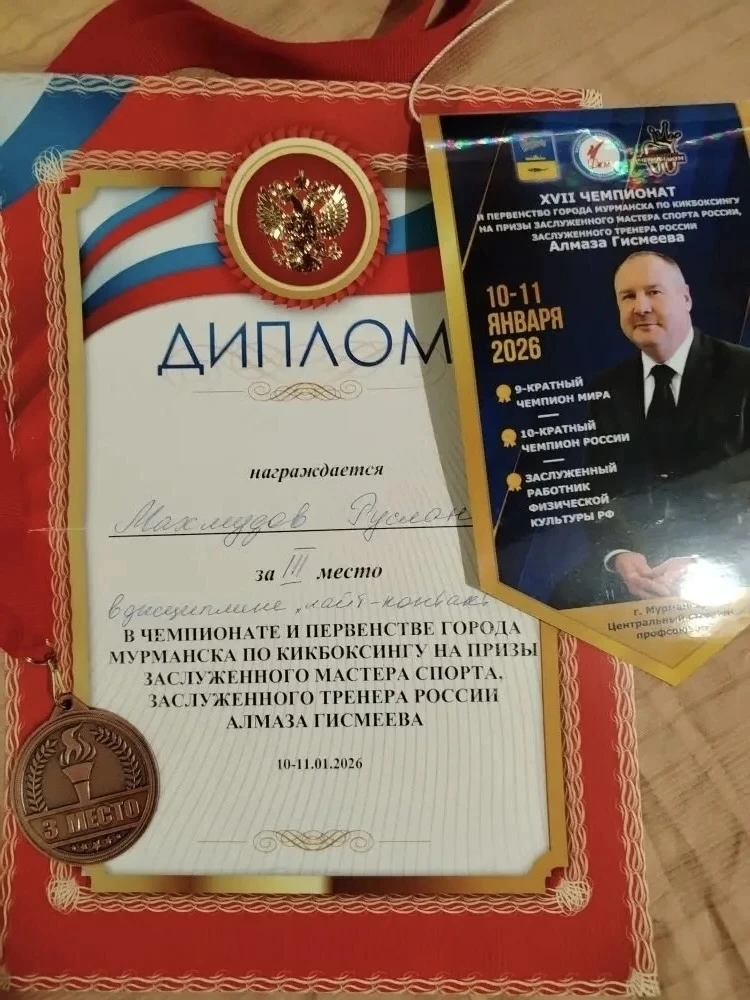 ДИПЛОМ
награждается
Махмудов Руслан
за III место
в дисциплине "лайт-контакт
В ЧЕМПИОНАТЕ И ПЕРВЕНСТВЕ ГОРОДА
МУРМАНСКА ПО КИКБОКСИНГУ НА ПРИЗЫ
ЗАСЛУЖЕННОГО МАСТЕРА СПОРТА,
ЗАСЛУЖЕННОГО ТРЕНЕРА РОССИИ
АЛМАЗА ГИСМЕЕВА
10-11.01.2026
3 МЕСТО
XVII ЧЕМПИОНАТ
И ПЕРВЕНСТВО ГОРОДА МУРМАНСКА ПО КИКБОКСИНГУ
НА ПРИЗЫ ЗАСЛУЖЕННОГО МАСТЕРА СПОРТА РОССИИ,
ЗАСЛУЖЕННОГО ТРЕНЕРА РОССИИ
Алмаза Гисмеева
10-11
ЯНВАРЯ
2026
9-КРАТНЫЙ
ЧЕМПИОН МИРА
10-КРАТНЫЙ
ЧЕМПИОН РОССИИ
ЗАСЛУЖЕННЫЙ
РАБОТНИК
ФИЗИЧЕСКОЙ
КУЛЬТУРЫ РФ
г.
Центральный